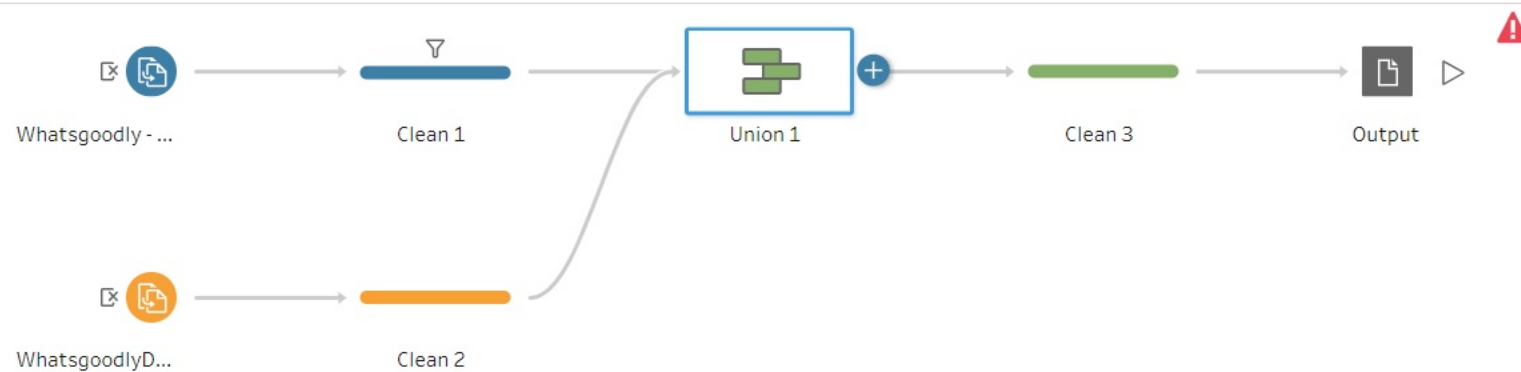 Whatsgoodly - ...
Clean 1
Union 1
Clean 3
Output
WhatsgoodlyD...
Clean 2